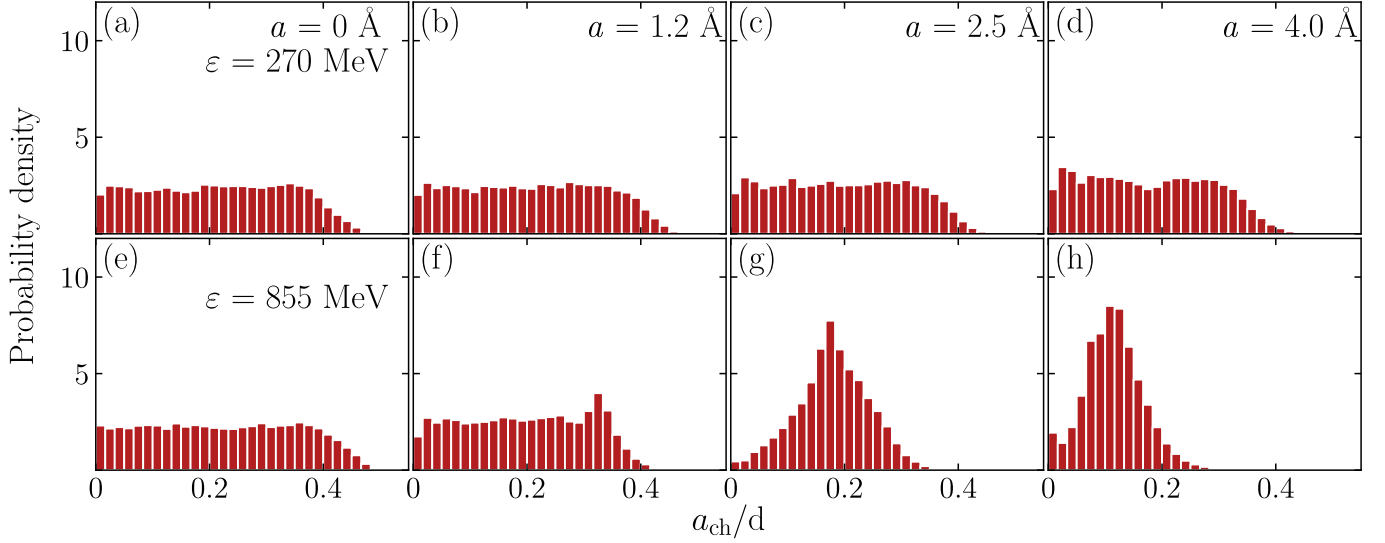 (a) a = 0 Å
ε = 270 MeV
(b) a = 1.2 Å
(c) a = 2.5 Å
(d) a = 4.0 Å
10
5
Probability density
(e)
ε = 855 MeV
(f)
(g)
(h)
10
5
0 0.2 0.4
0 0.2 0.4
0 0.2 0.4
0 0.2 0.4
a_ch/d